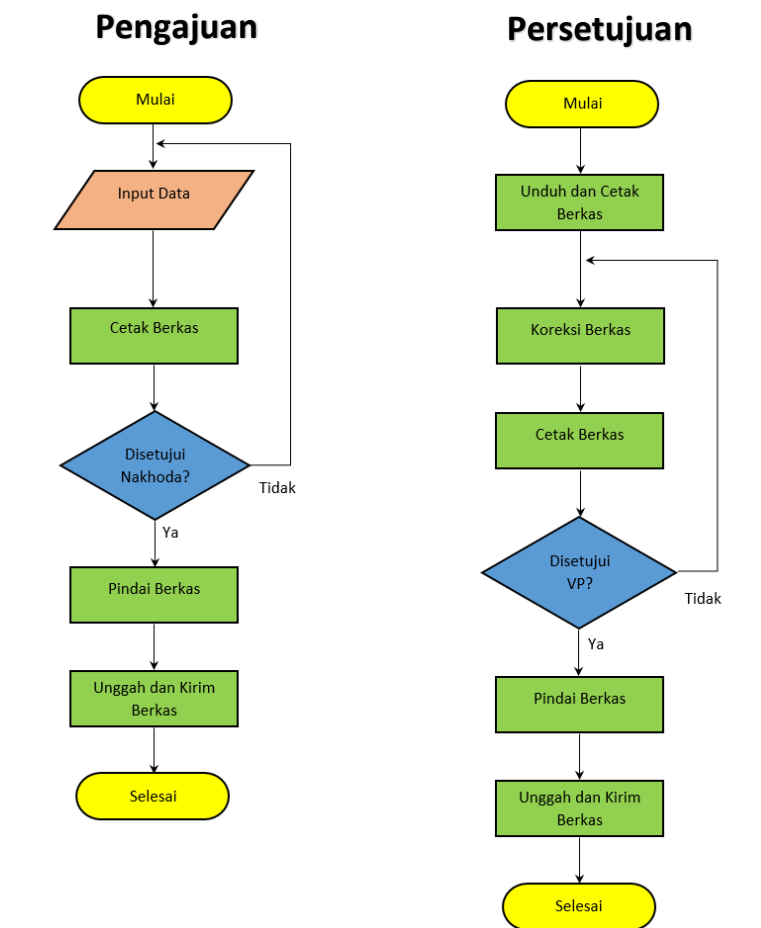 Pengajuan
Mulai
Input Data
Cetak Berkas
Disetujui
Nakhoda?
Tidak
Ya
Pindai Berkas
Unggah dan Kirim
Berkas
Selesai
Persetujuan
Mulai
Unduh dan Cetak
Berkas
Koreksi Berkas
Cetak Berkas
Disetujui
VP?
Tidak
Ya
Pindai Berkas
Unggah dan Kirim
Berkas
Selesai